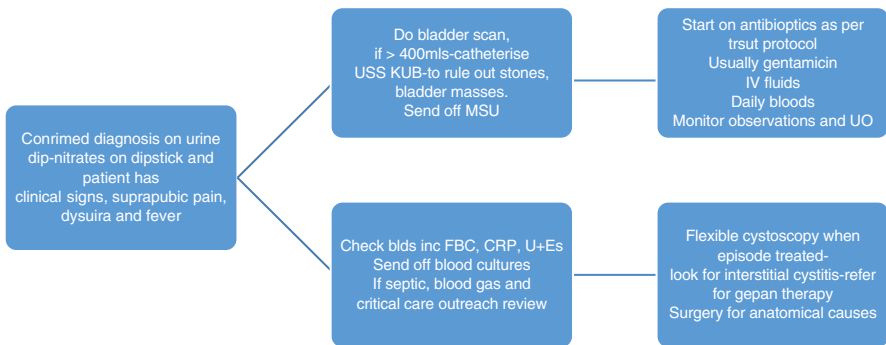 Conrimed diagnosis on urine
dip-nitrates on dipstick and
patient has
clinical signs, suprapubic pain,
dysuira and fever
Do bladder scan,
if > 400mls-catheterise
USS KUB-to rule out stones,
bladder masses.
Send off MSU
Start on antibioptics as per
trsut protocol
Usually gentamicin
IV fluids
Daily bloods
Monitor observations and UO
Check blds inc FBC, CRP, U+Es
Send off blood cultures
If septic, blood gas and
critical care outreach review
Flexible cystoscopy when
episode treated-
look for interstitial cystitis-refer
for gepan therapy
Surgery for anatomical causes